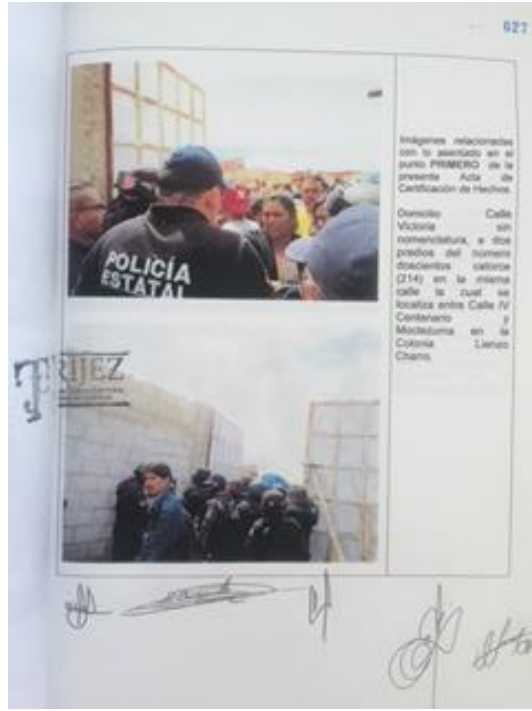 623
Imágenes relacionadas
con lo asentado en el
punto PRIMERO de la
presente Acta de
Certificación de Hechos.
Domicilio Calle
Victoria sin
nomenclatura, a dos
predios del número
doscientos catorce
(214) en la misma
calle la cual se
localiza entre Calle IV
Centenario y
Moctezuma en la
Colonia Lienzo
Charro.
POLICÍA
ESTATAL
TRIJEZ